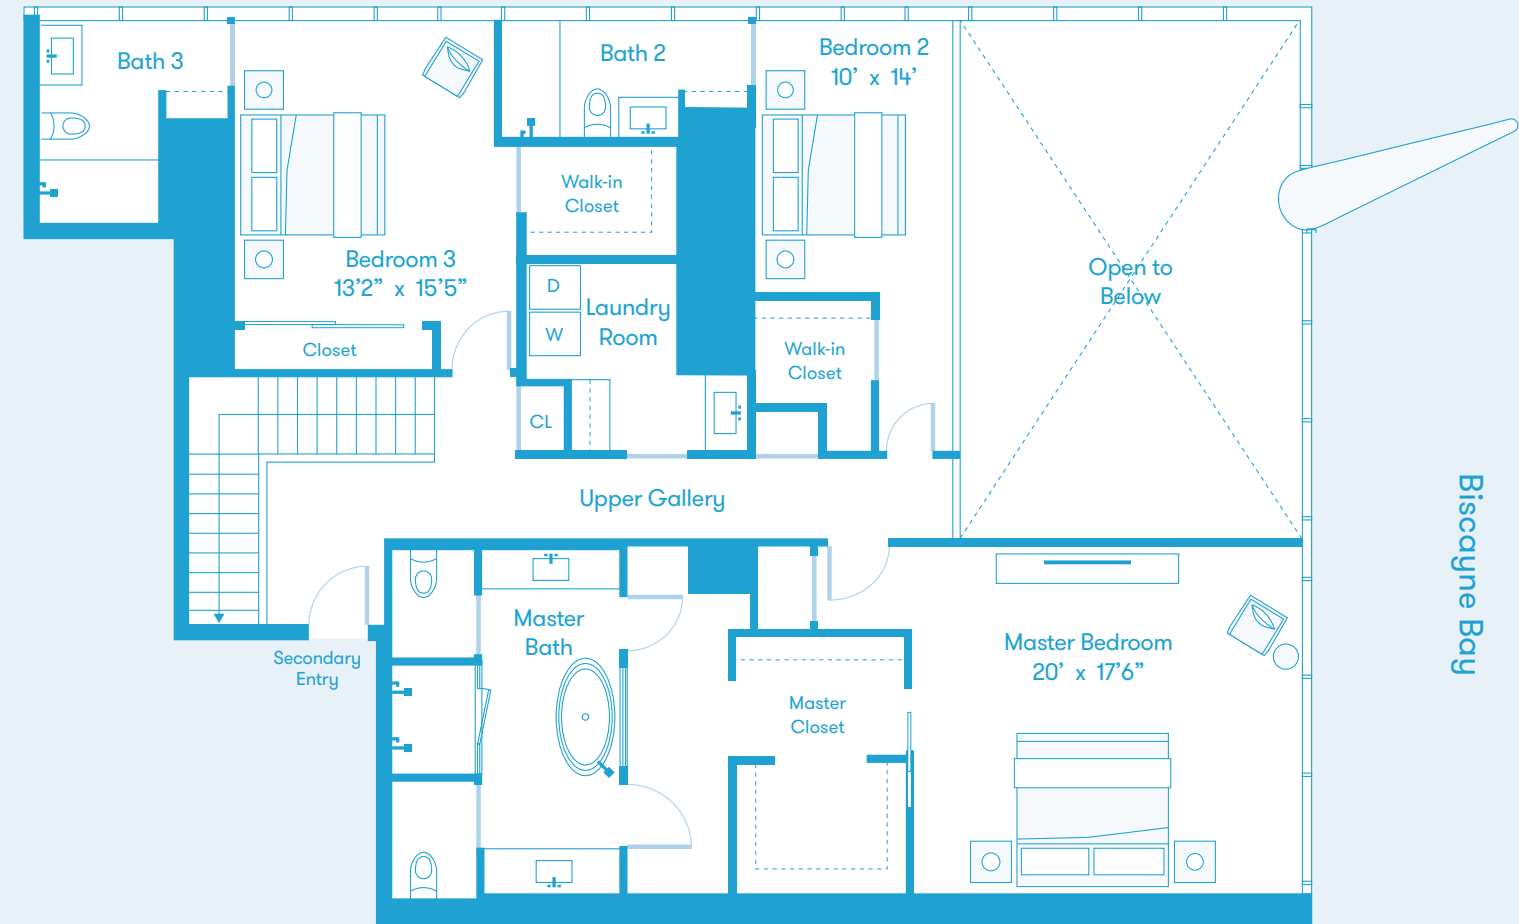 Bath 3
Bath 2
Bedroom 2
10’ x 14’
Walk-in
Closet
Bedroom 3
13’2” x 15’5”
Open to
Below
D
W
Laundry
Room
Closet
Walk-in
Closet
CL
Upper Gallery
Biscayne Bay
Master
Bath
Secondary
Entry
Master Bedroom
20’ x 17’6”
Master
Closet